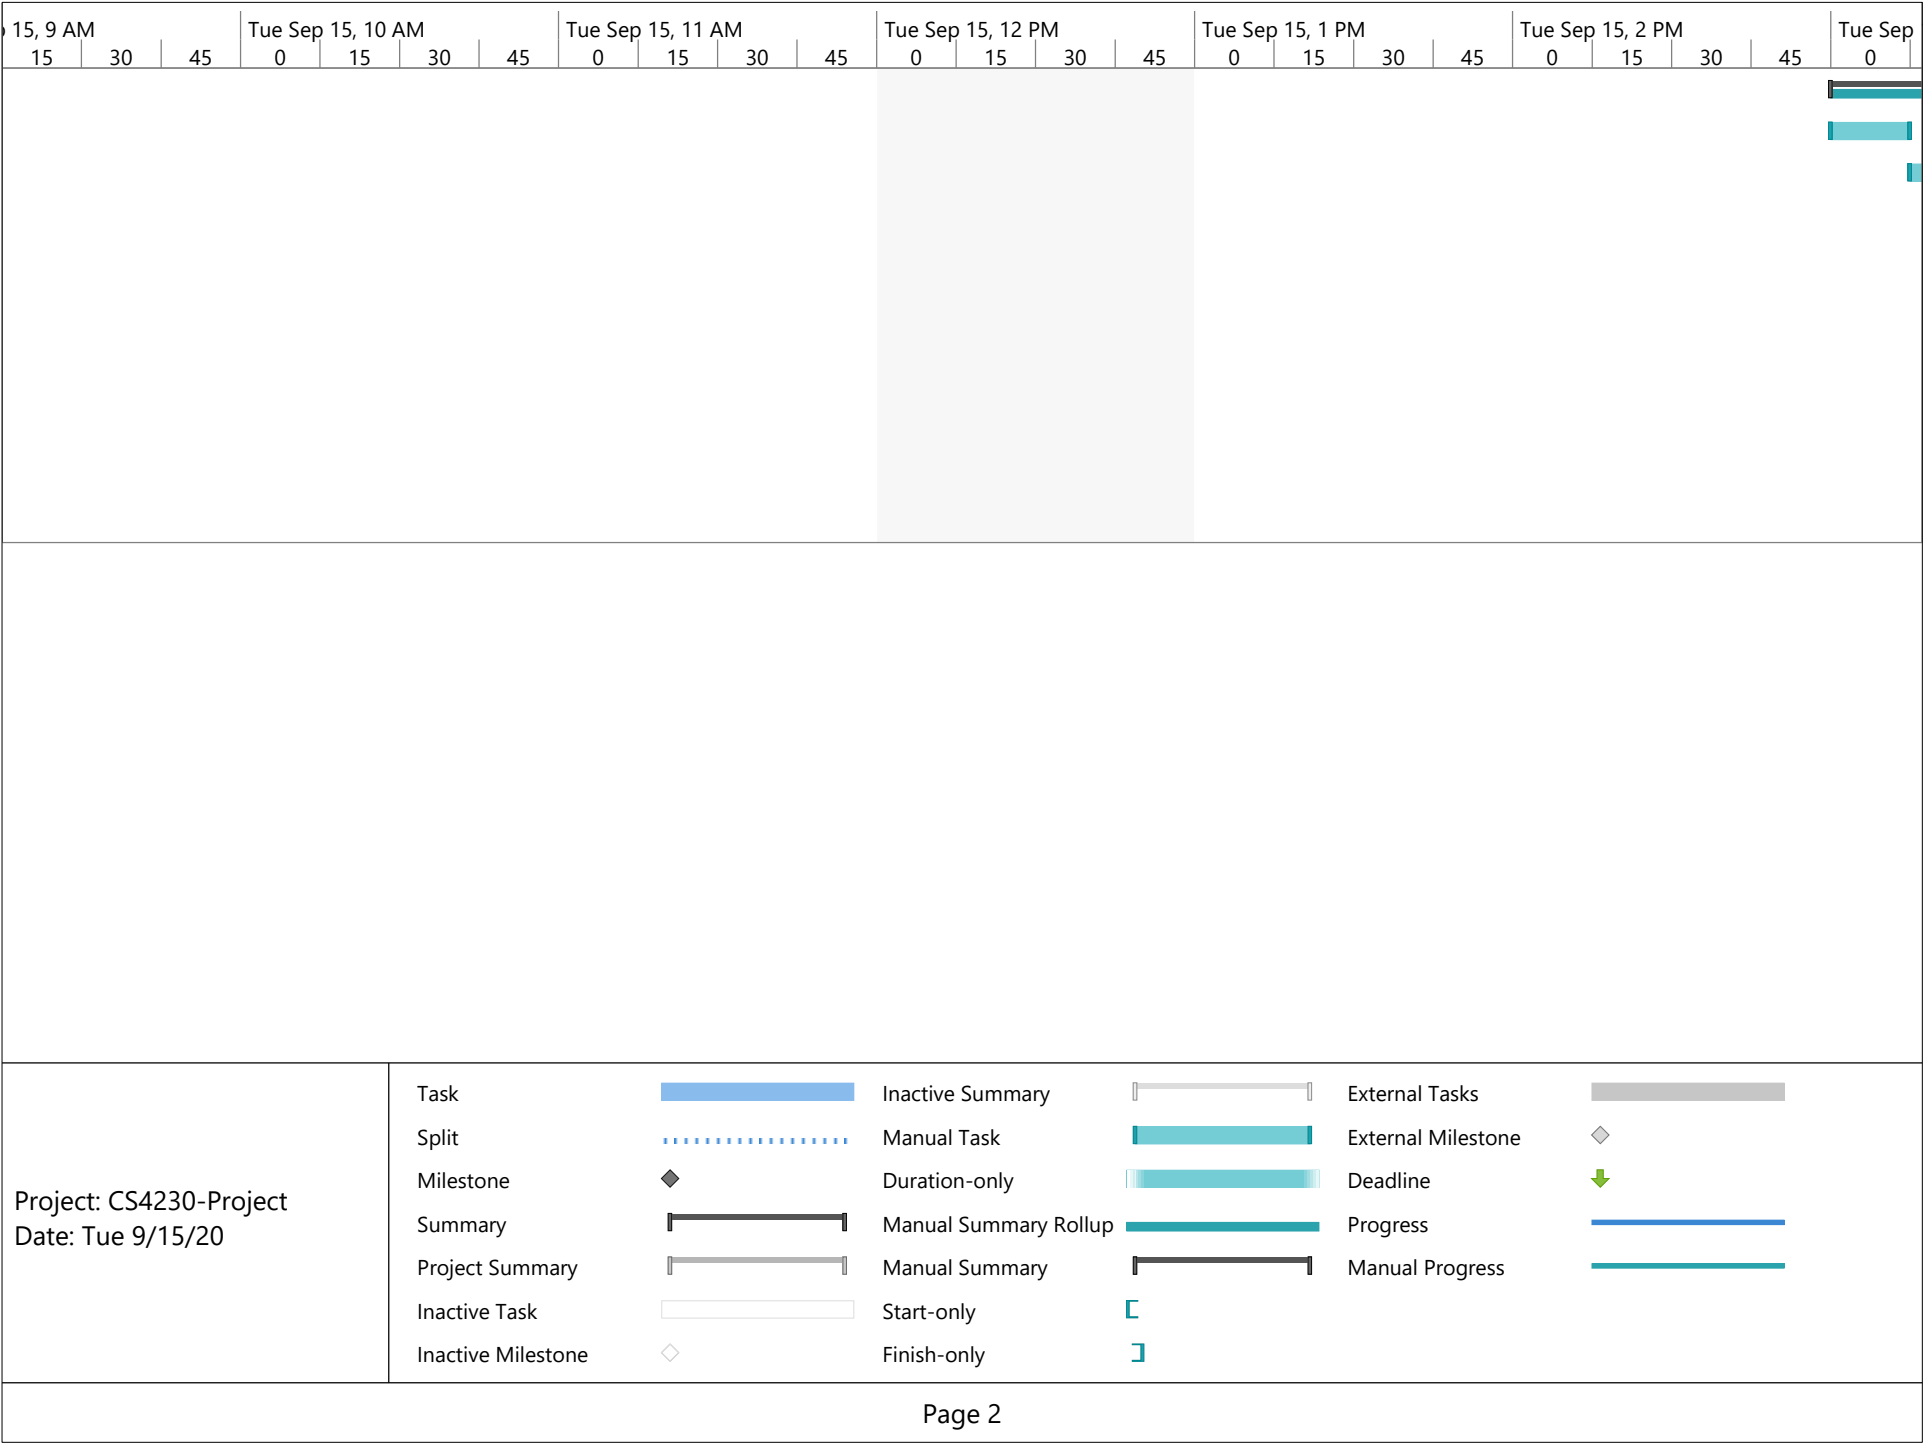 15, 9 AM Tue Sep 15, 10 AM Tue Sep 15, 11 AM Tue Sep 15, 12 PM Tue Sep 15, 1 PM Tue Sep 15, 2 PM Tue Sep
15 30 45 0 15 30 45 0 15 30 45 0 15 30 45 0 15 30 45 0 15 30 45 0
Project: CS4230-Project
Date: Tue 9/15/20
Task
Split
Milestone
Summary
Project Summary
Inactive Task
Inactive Milestone
Inactive Summary
Manual Task
Duration-only
Manual Summary Rollup
Manual Summary
Start-only
Finish-only
External Tasks
External Milestone
Deadline
Progress
Manual Progress
Page 2